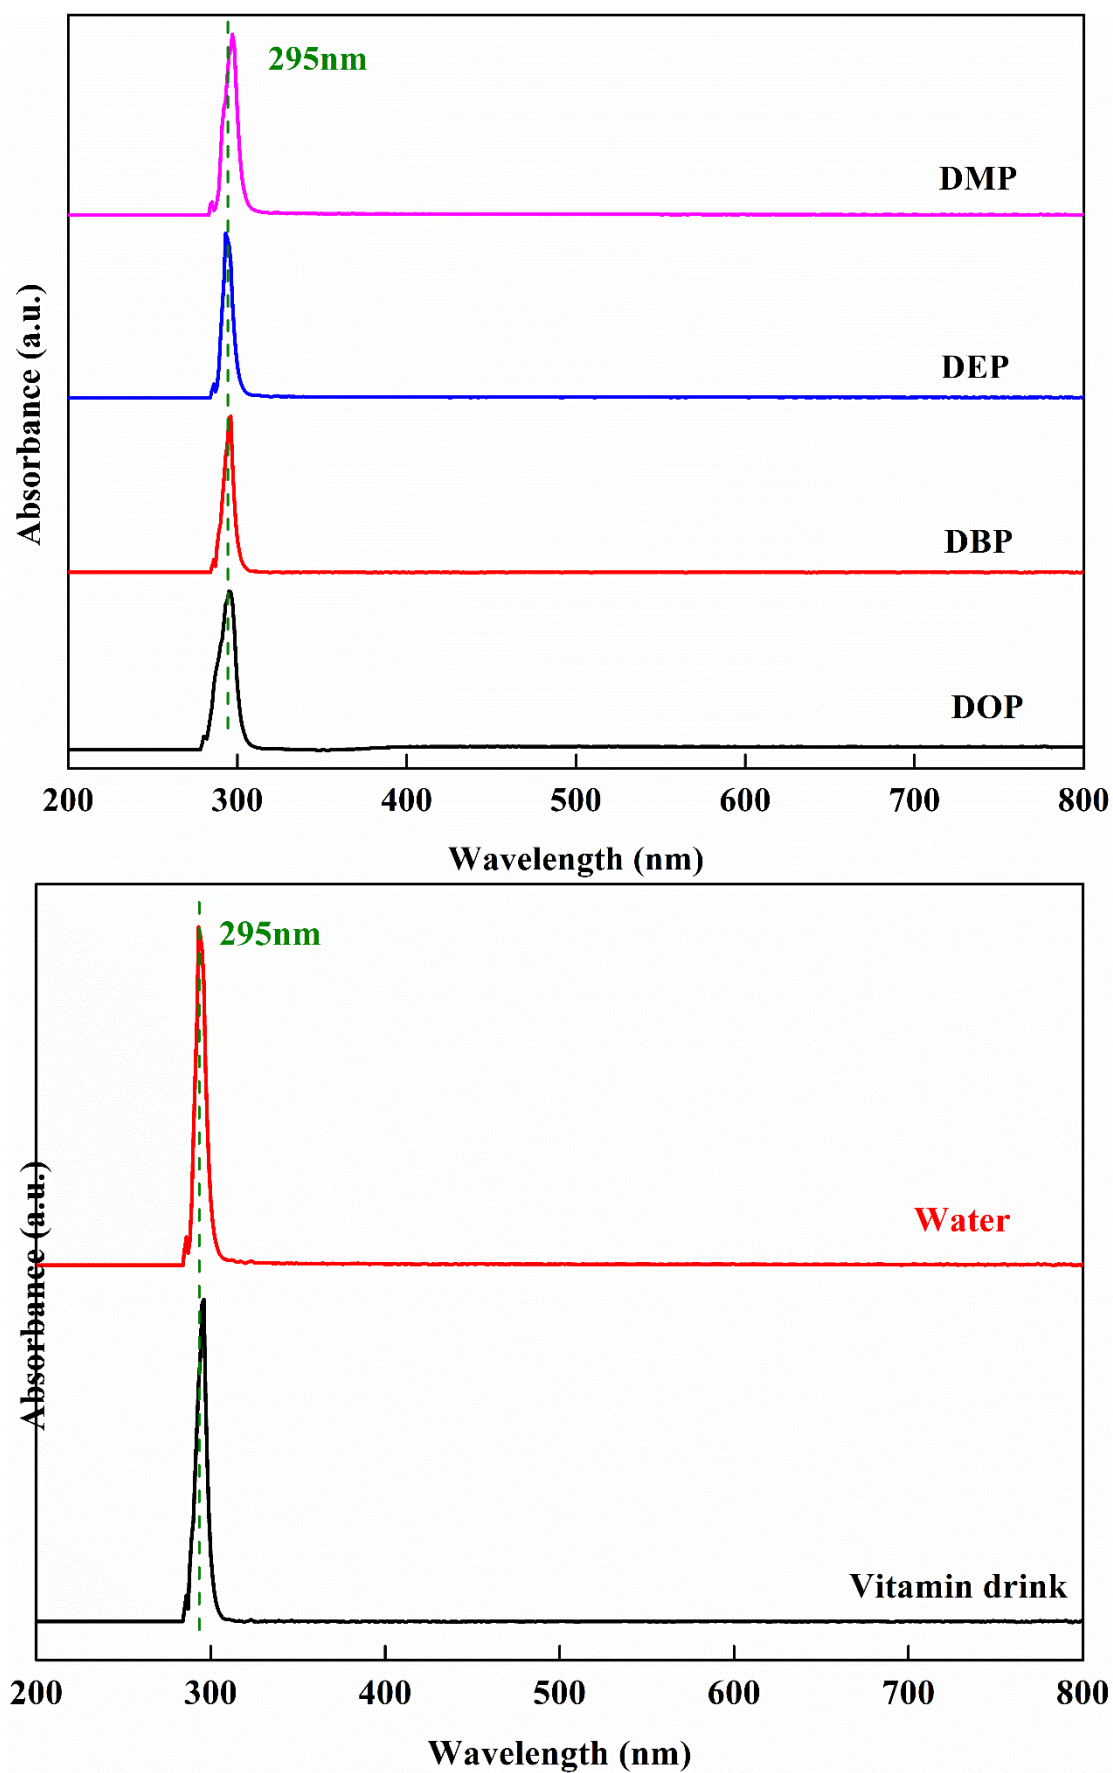 295nm
DMP
DEP
DBP
DOP
Absorbance (a.u.)
200 300 400 500 600 700 800
Wavelength (nm)
295nm
Water
Vitamin drink
Absorbance (a.u.)
200 300 400 500 600 700 800
Wavelength (nm)